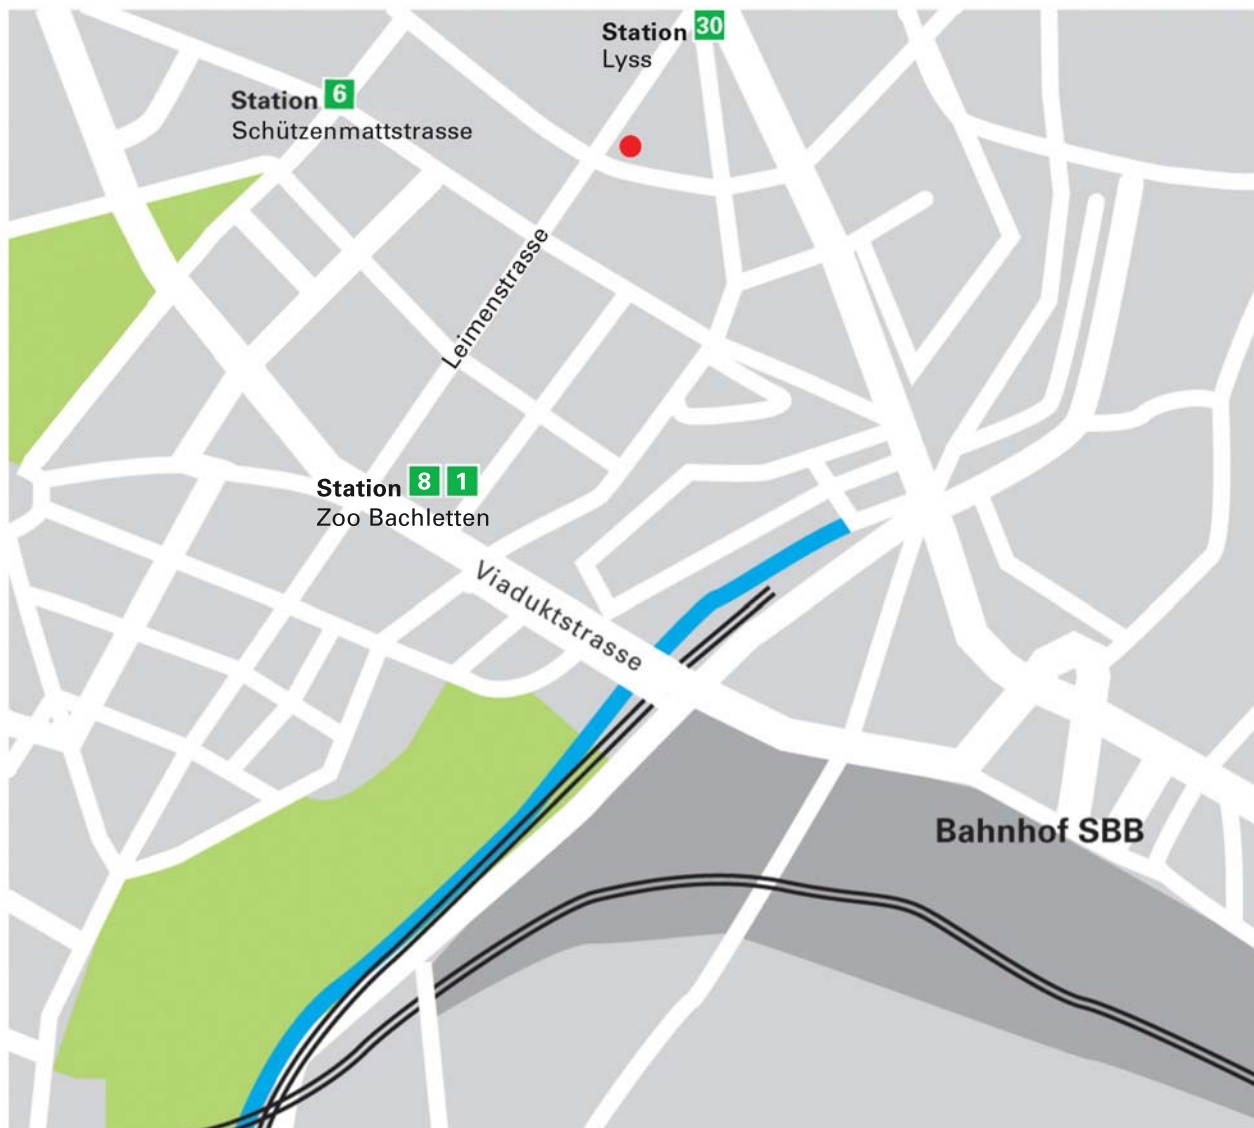 Station 30
Lyss
Station 6
Schützenmattstrasse
Leimenstrasse
Station 8 1
Zoo Bachletten
Viaduktstrasse
Bahnhof SBB